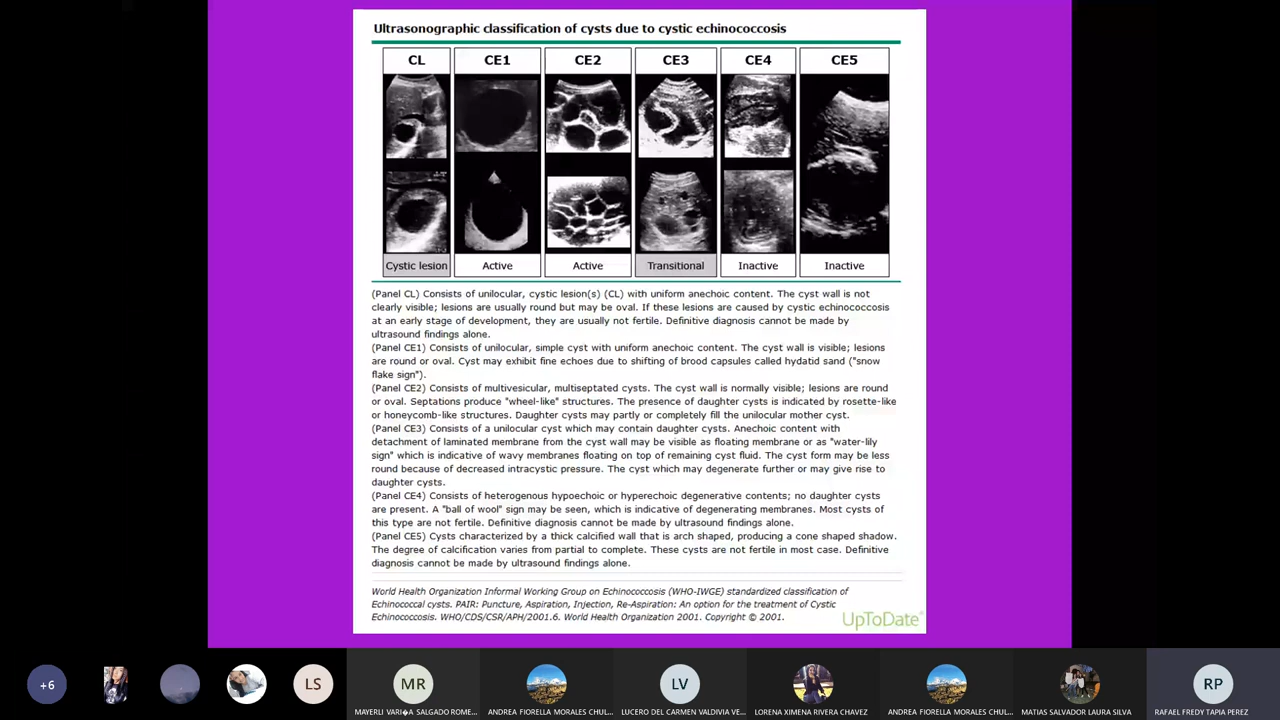 Ultrasonographic classification of cysts due to cystic echinococcosis
CL CE1 CE2 CE3 CE4 CE5
Cystic lesion Active Active Transitional Inactive Inactive
(Panel CL) Consists of unilocular, cystic lesion(s) (CL) with uniform anechoic content. The cyst wall is not
clearly visible; lesions are usually round but may be oval. If these lesions are caused by cystic echinococcosis
at an early stage of development, they are usually not fertile. Definitive diagnosis cannot be made by
ultrasound findings alone.
(Panel CE1) Consists of unilocular, simple cyst with uniform anechoic content. The cyst wall is visible; lesions
are round or oval. Cyst may exhibit fine echoes due to shifting of brood capsules called hydatid sand ("snow
flake sign").
(Panel CE2) Consists of multivesicular, multiseptated cysts. The cyst wall is normally visible; lesions are round
or oval. Septations produce "wheel-like" structures. The presence of daughter cysts is indicated by rosette-like
or honeycomb-like structures. Daughter cysts may partly or completely fill the unilocular mother cyst.
(Panel CE3) Consists of a unilocular cyst which may contain daughter cysts. Anechoic content with
detachment of laminated membrane from the cyst wall may be visible as floating membrane or as "water-lily
sign" which is indicative of wavy membranes floating on top of remaining cyst fluid. The cyst form may be less
round because of decreased intracystic pressure. The cyst which may degenerate further or may give rise to
daughter cysts.
(Panel CE4) Consists of heterogenous hypoechoic or hyperechoic degenerative contents; no daughter cysts
are present. A "ball of wool" sign may be seen, which is indicative of degenerating membranes. Most cysts of
this type are not fertile. Definitive diagnosis cannot be made by ultrasound findings alone.
(Panel CE5) Cysts characterized by a thick calcified wall that is arch shaped, producing a cone shaped shadow.
The degree of calcification varies from partial to complete. These cysts are not fertile in most case. Definitive
diagnosis cannot be made by ultrasound findings alone.
World Health Organization Informal Working Group on Echinococcosis (WHO-IWGE) standardized classification of
Echinococcal cysts. PAIR: Puncture, Aspiration, Injection, Re-Aspiration: An option for the treatment of Cystic
Echinococcosis. WHO/CDS/CSR/APH/2001.6. World Health Organization 2001. Copyright © 2001.
UpToDate®
+6 LS MR LV RP
MAYERLI VARI�A SALGADO ROME... ANDREA FIORELLA MORALES CHUL... LUCERO DEL CARMEN VALDIVIA VE... LORENA XIMENA RIVERA CHAVEZ ANDREA FIORELLA MORALES CHUL... MATIAS SALVADOR LAURA SILVA RAFAEL FREDY TAPIA PEREZ